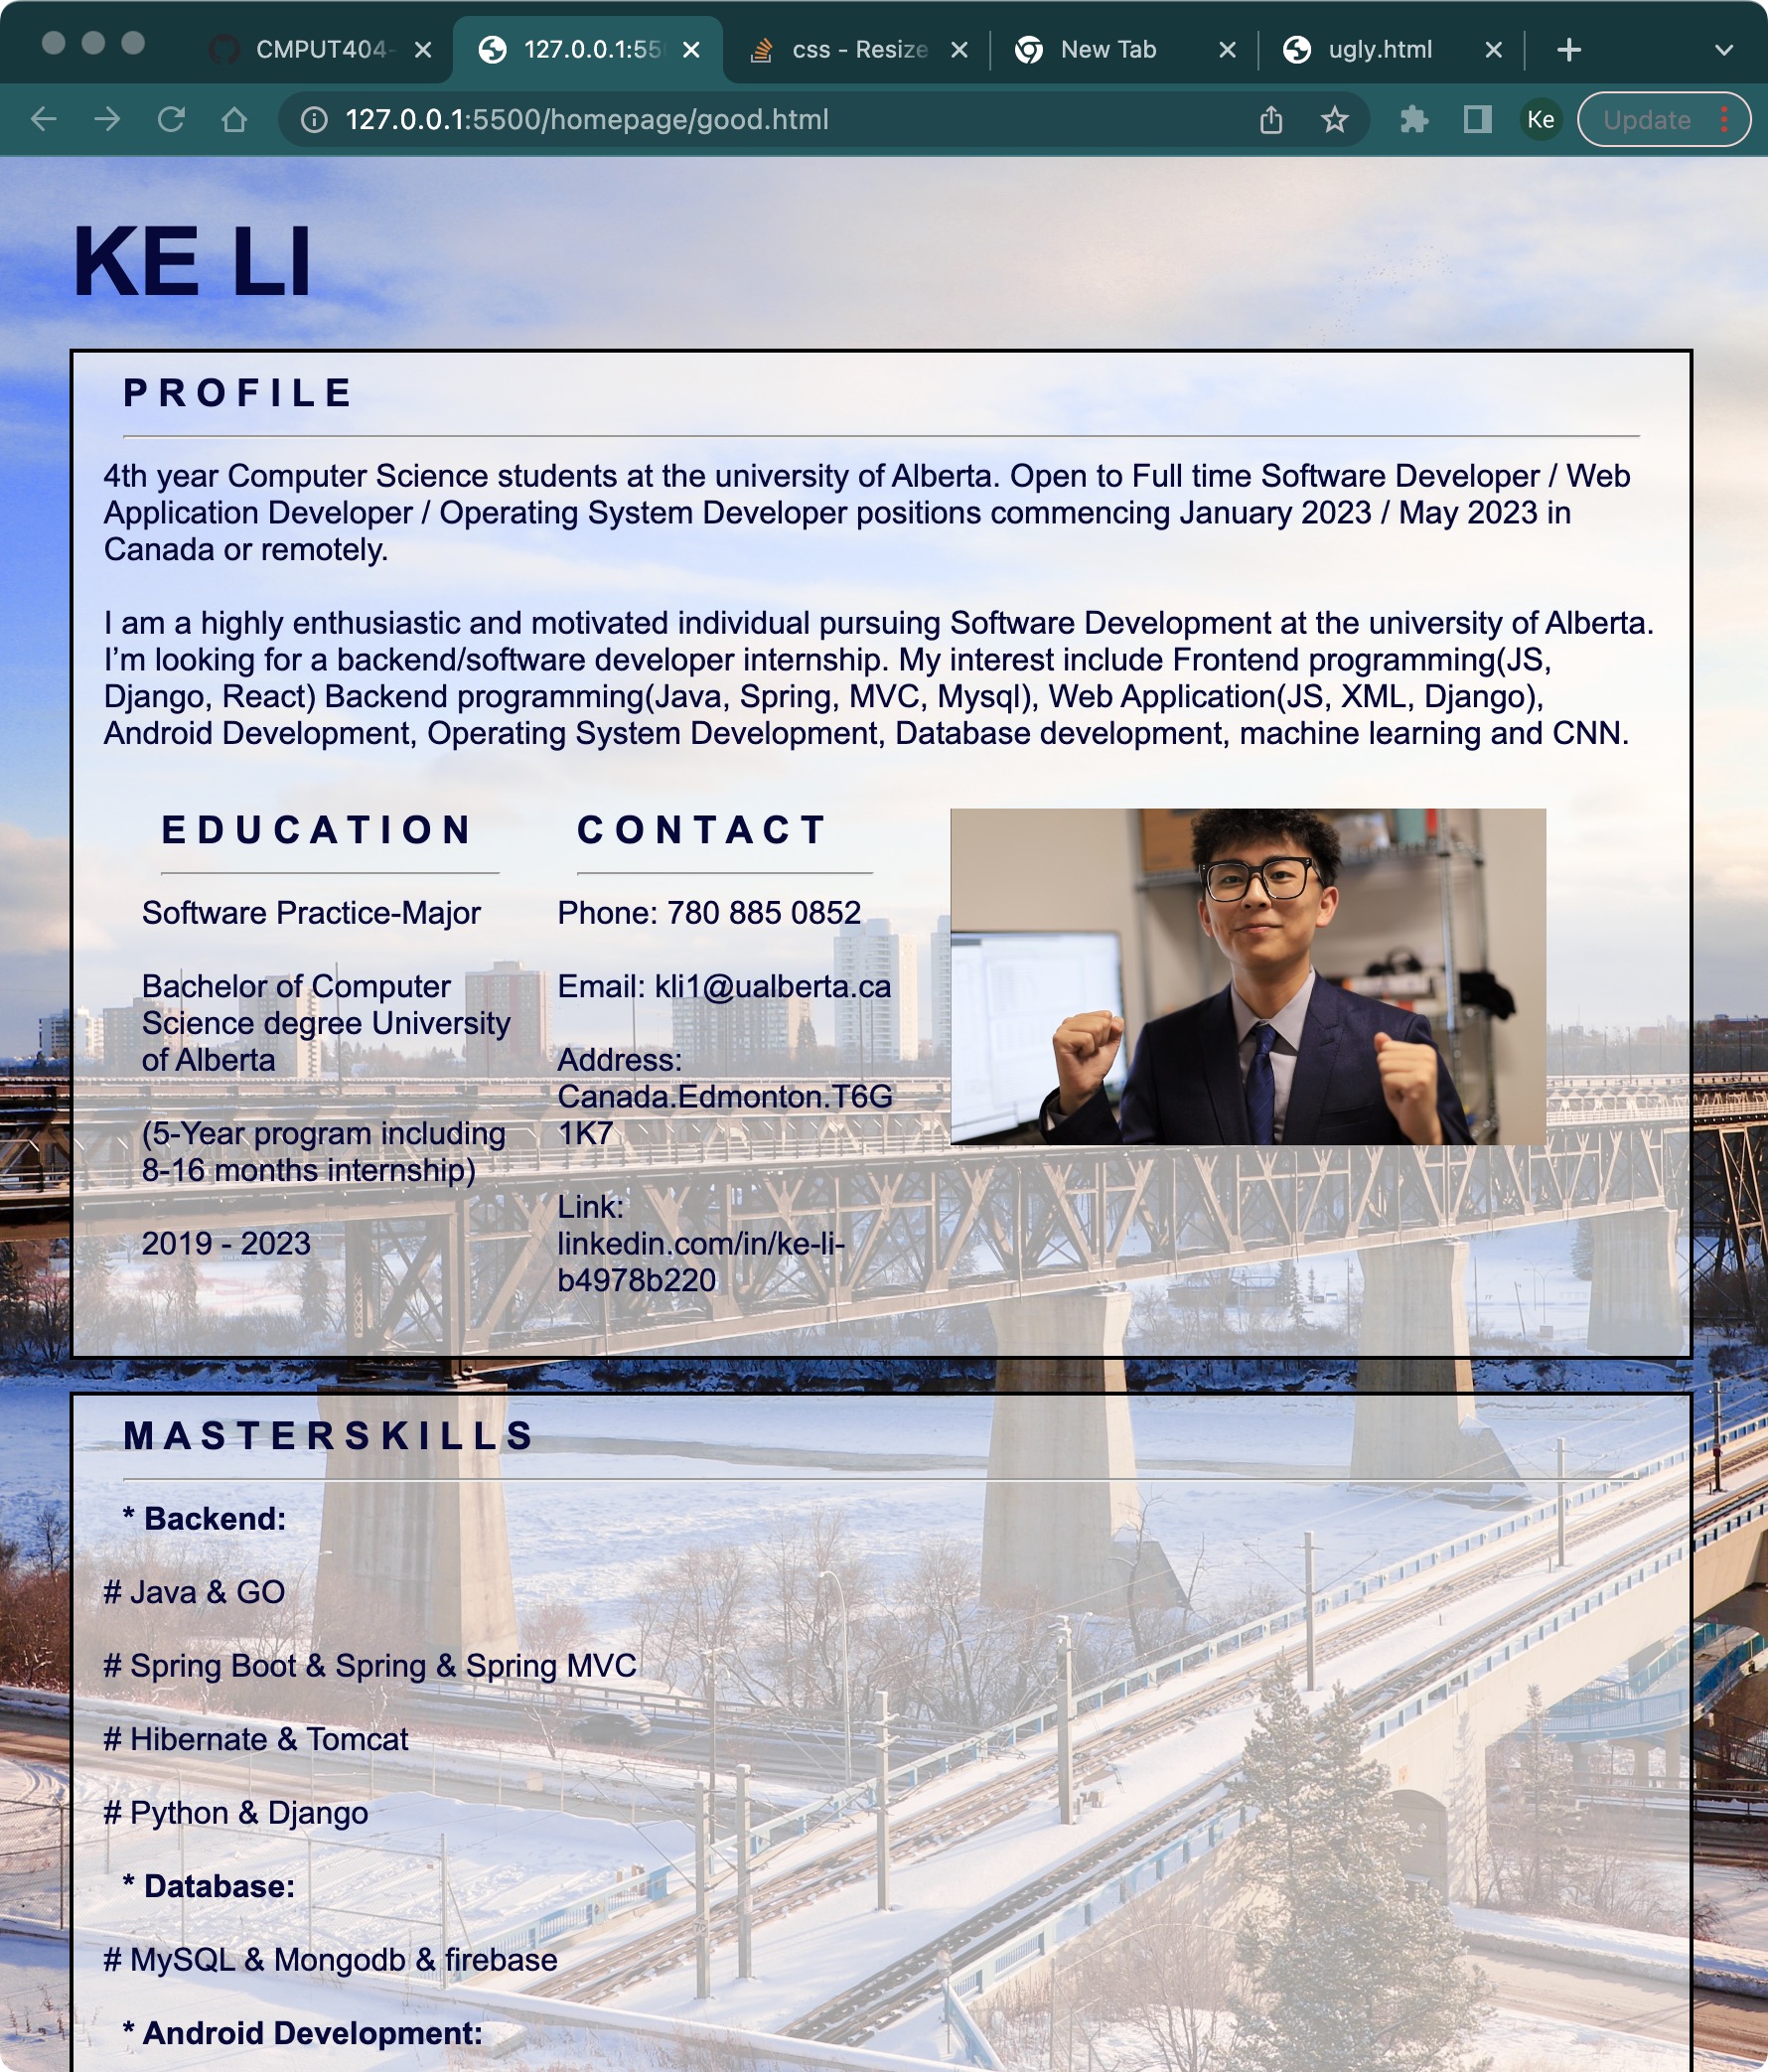 CMPUT404-
127.0.0.1:55
css - Resize
New Tab
ugly.html
127.0.0.1:5500/homepage/good.html
Ke
Update
KE LI
PROFILE
4th year Computer Science students at the university of Alberta. Open to Full time Software Developer / Web
Application Developer / Operating System Developer positions commencing January 2023 / May 2023 in
Canada or remotely.
I am a highly enthusiastic and motivated individual pursuing Software Development at the university of Alberta.
I’m looking for a backend/software developer internship. My interest include Frontend programming(JS,
Django, React) Backend programming(Java, Spring, MVC, Mysql), Web Application(JS, XML, Django),
Android Development, Operating System Development, Database development, machine learning and CNN.
EDUCATION
Software Practice-Major
Bachelor of Computer
Science degree University
of Alberta
(5-Year program including
8-16 months internship)
2019 - 2023
CONTACT
Phone: 780 885 0852
Email: kli1@ualberta.ca
Address:
Canada.Edmonton.T6G
1K7
Link:
linkedin.com/in/ke-li-
b4978b220
MASTERSKILLS
* Backend:
# Java & GO
# Spring Boot & Spring & Spring MVC
# Hibernate & Tomcat
# Python & Django
* Database:
# MySQL & Mongodb & firebase
* Android Development: